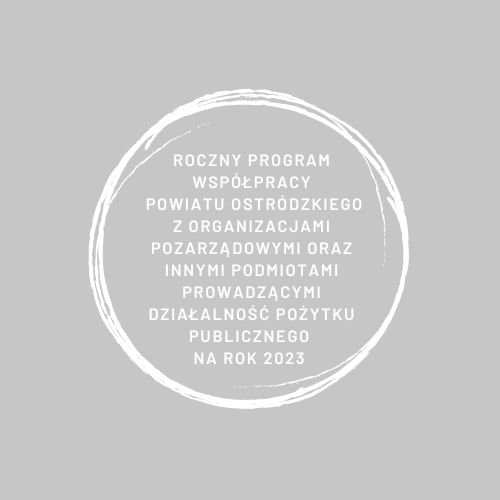 ROCZNY PROGRAM
WSPÓŁPRACY
POWIATU OSTRÓDZKIEGO
Z ORGANIZACJAMI
POZARZĄDOWYMI ORAZ
INNYMI PODMIOTAMI
PROWADZĄCYMI
DZIAŁALNOŚĆ POŻYTKU
PUBLICZNEGO
NA ROK 2023